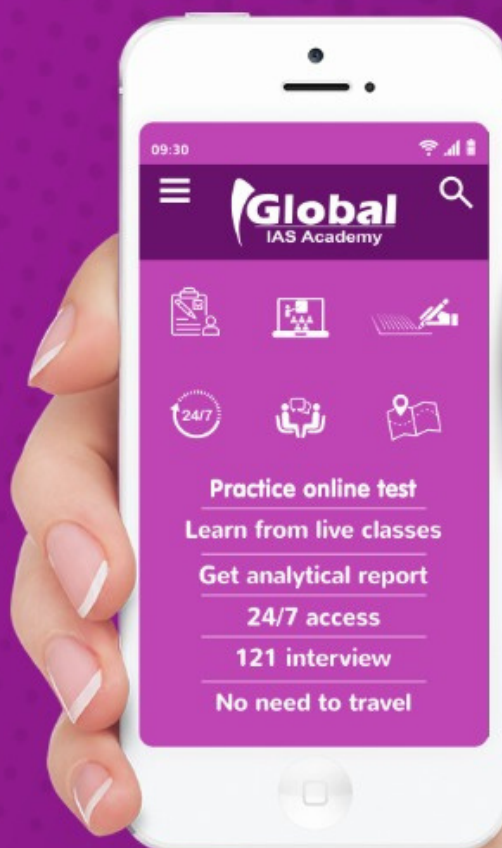 09:30
Global
IAS Academy
24/7
Practice online test
Learn from live classes
Get analytical report
24/7 access
121 interview
No need to travel